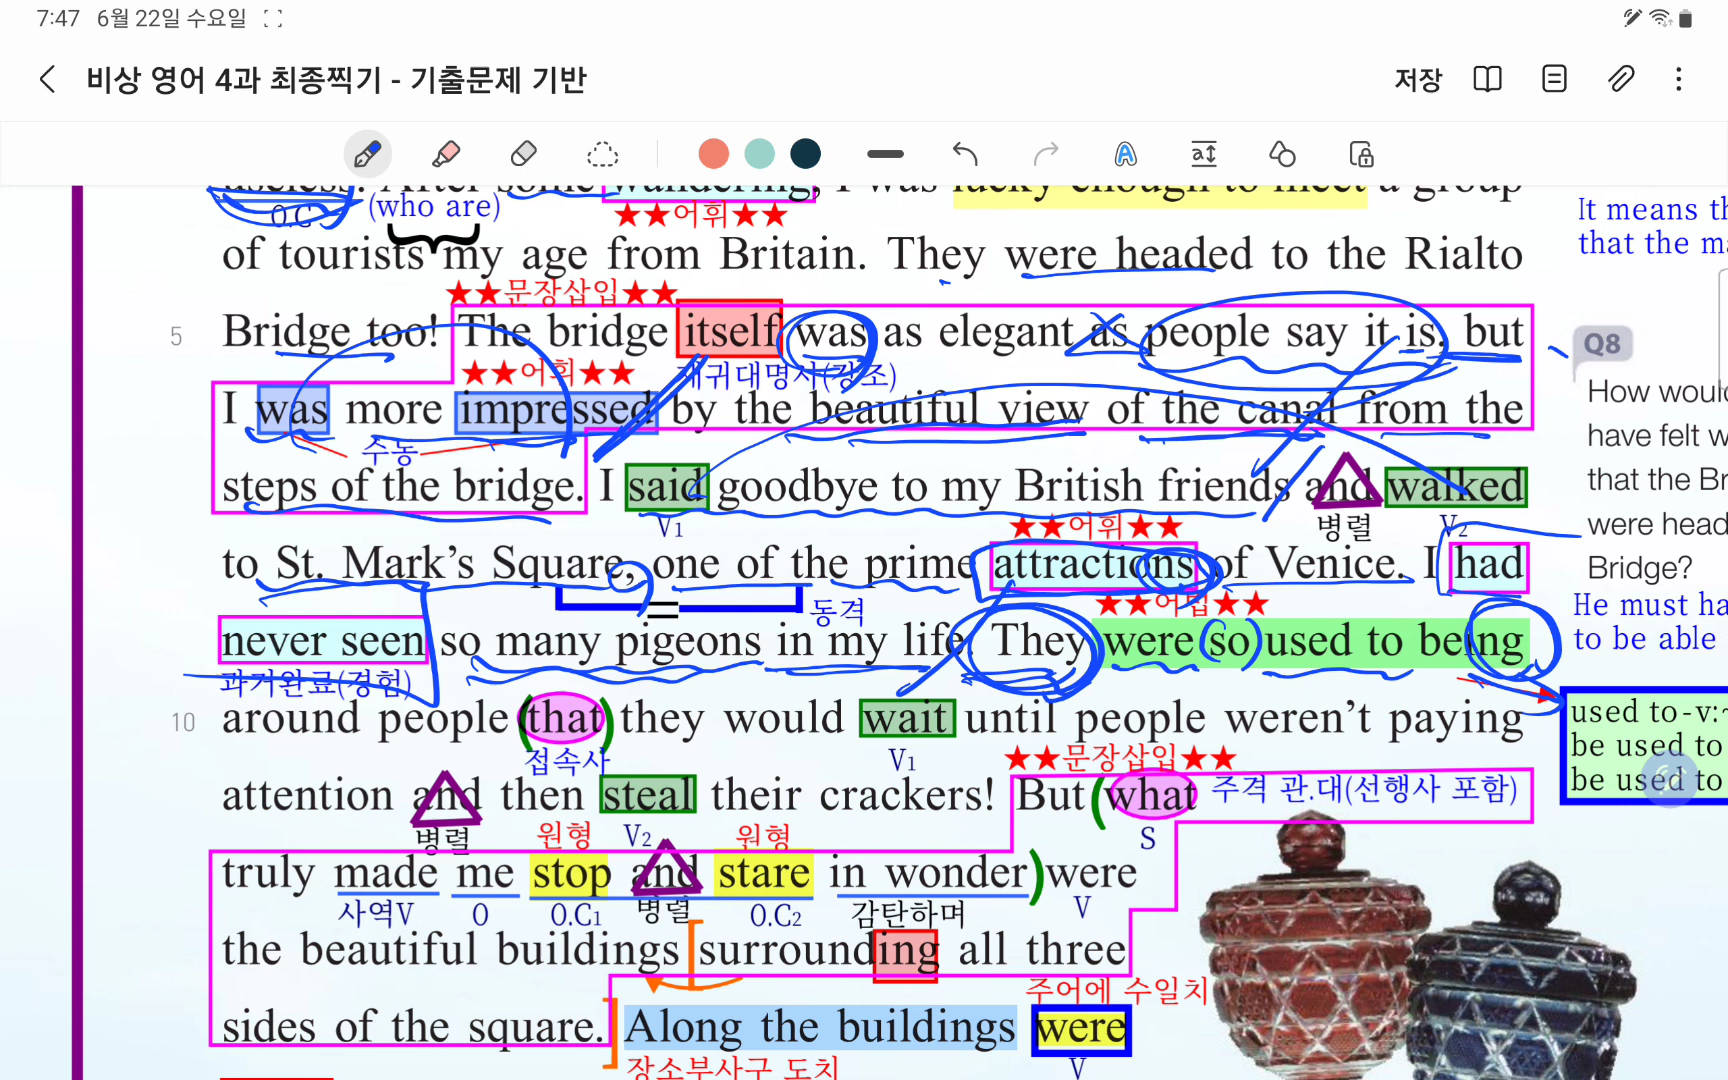 7:47 6월 22일 수요일
비상 영어 4과 최종찍기 - 기출문제 기반
저장
useless. After some wandering, I was lucky enough to meet a group
O.C (who are) ★★어휘★★
of tourists my age from Britain. They were headed to the Rialto
★★문장삽입★★
5 Bridge too! The bridge itself was as elegant as people say it is, but
★★어휘★★ 재귀대명사(강조)
I was more impressed by the beautiful view of the canal from the
수동
steps of the bridge. I said goodbye to my British friends and walked
V1 ★★어휘★★ 병렬 V2
to St. Mark's Square, one of the prime attractions of Venice. I had
= 동격 ★★어법★★
never seen so many pigeons in my life. They were (so) used to being
과거완료(경험)
10 around people (that) they would wait until people weren't paying
접속사 V1 ★★문장삽입★★
attention and then steal their crackers! But (what 주격 관.대(선행사 포함)
병렬 원형 V2 원형 S
truly made me stop and stare in wonder) were
사역V O O.C1 병렬 O.C2 감탄하며 V
the beautiful buildings surrounding all three
주어에 수일치
sides of the square. Along the buildings were
장소부사구 도치 V
It means th
that the ma
Q8
How would
have felt w
that the Br
were head
Bridge?
He must ha
to be able
used to-v:~
be used to
be used to